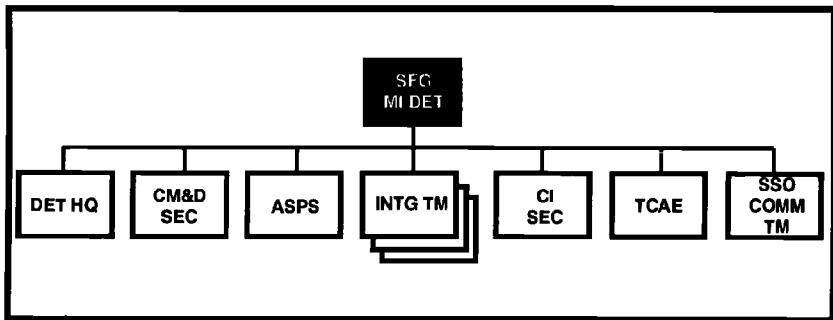 SFG
MI DET
DET HQ
CM&D
SEC
ASPS
INTG TM
CI
SEC
TCAE
SSO
COMM
TM